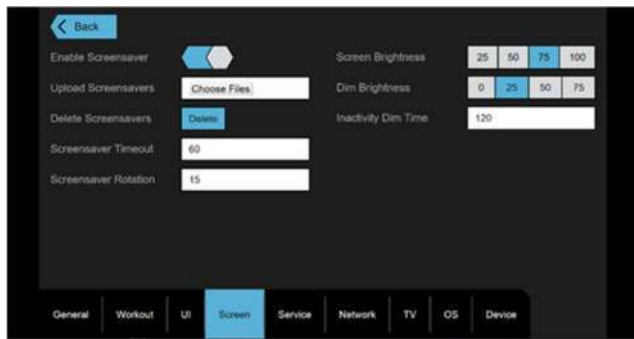 Back
Enable Screensaver
Upload Screensavers Choose Files
Delete Screensavers Delete
Screensaver Timeout 60
Screensaver Rotation 15
Screen Brightness 25 50 75 100
Dim Brightness 0 25 50 75
Inactivity Dim Time 120
General Workout UI Screen Service Network TV OS Device